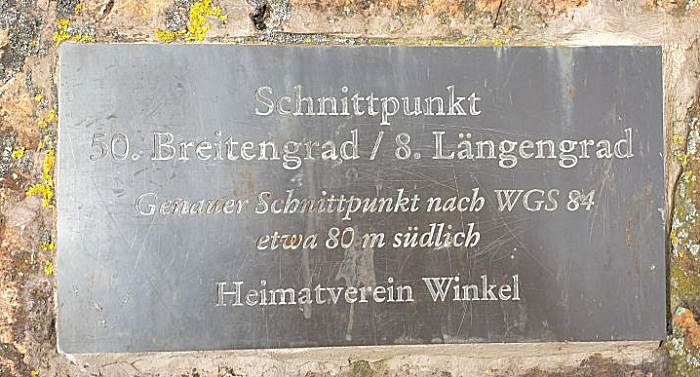 Schnittpunkt
50. Breitengrad / 8. Längengrad
Genauer Schnittpunkt nach WGS 84
etwa 80 m südlich
Heimatverein Winkel